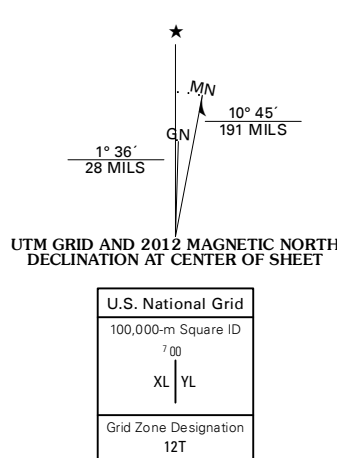 ★
MN
GN
10° 45´
191 MILS
1° 36´
28 MILS
UTM GRID AND 2012 MAGNETIC NORTH
DECLINATION AT CENTER OF SHEET
U.S. National Grid
100,000-m Square ID
7 00
XL YL
Grid Zone Designation
12T